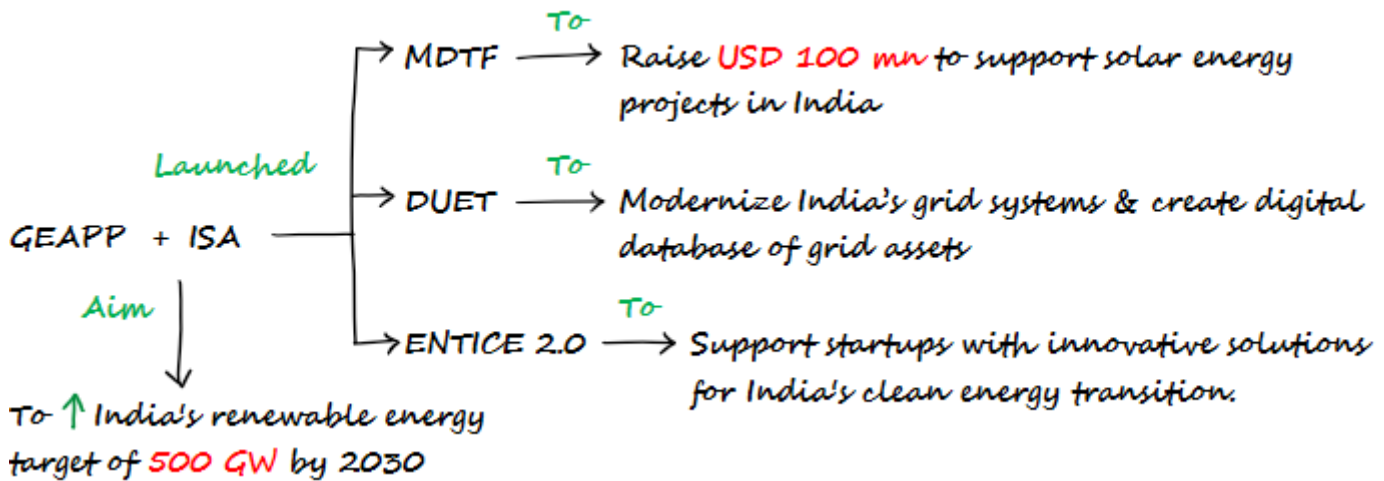 To
MDTF
Raise USD 100 mn to support solar energy
projects in India
Launched
To
DUET
Modernize India's grid systems & create digital
database of grid assets
GEAPP + ISA
Aim
To
ENTICE 2.0
Support startups with innovative solutions
for India's clean energy transition.
To ↑ India's renewable energy
target of 500 GW by 2030